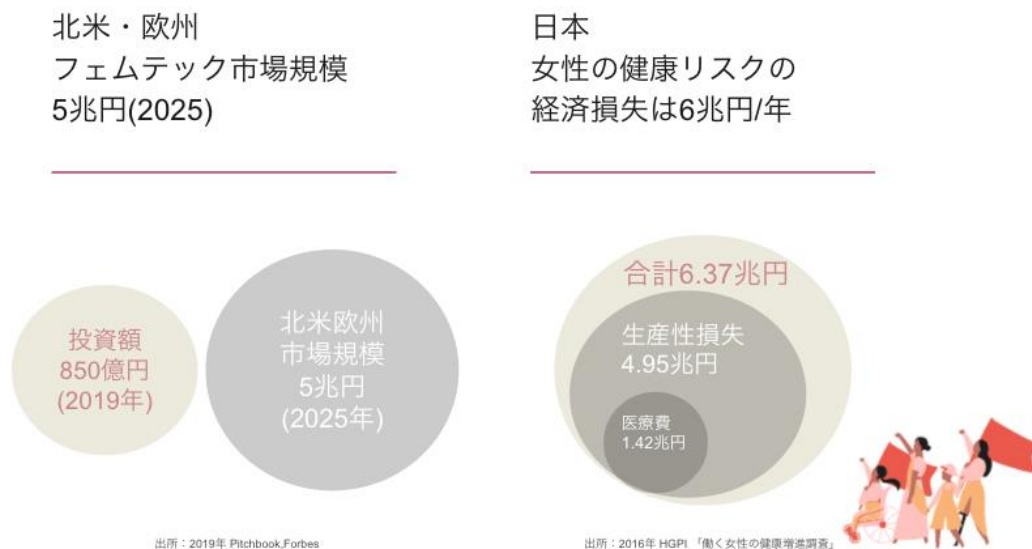 北米・欧州
フェムテック市場規模
5兆円(2025)
投資額
850億円
(2019年)
北米欧州
市場規模
5兆円
(2025年)
出所：2019年 Pitchbook,Forbes
日本
女性の健康リスクの
経済損失は6兆円/年
合計6.37兆円
生産性損失
4.95兆円
医療費
1.42兆円
出所：2016年 HGPI 「働く女性の健康増進調査」